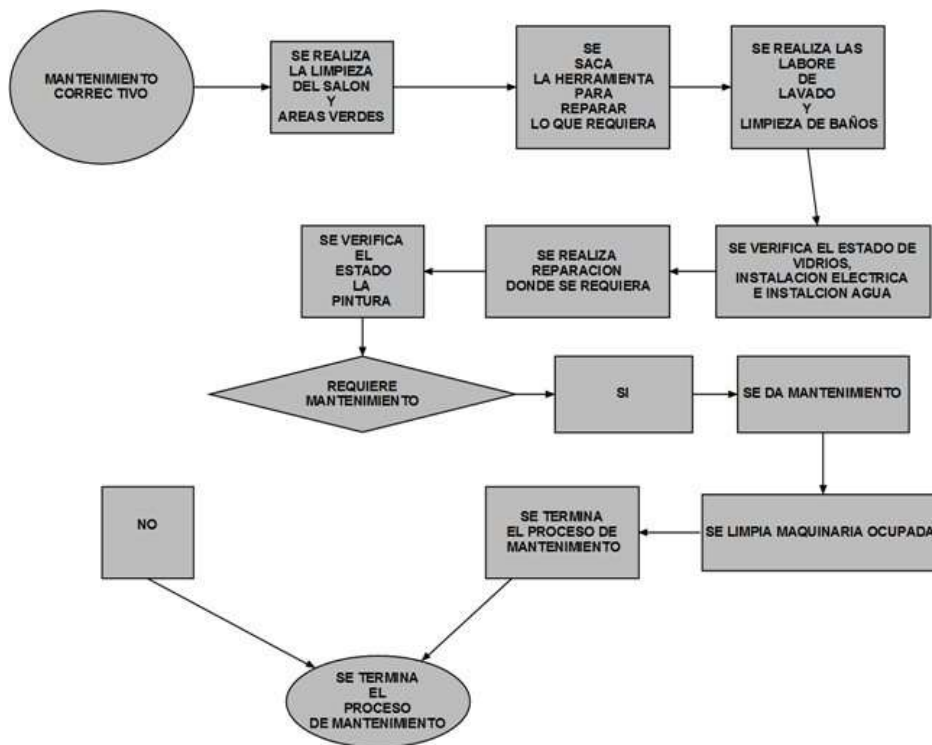 MANTENIMIENTO
CORREC TIVO
SE REALIZA
LA LIMPIEZA
DEL SALON
Y
AREAS VERDES
SE
SACA
LA HERRAMIENTA
PARA
REPARAR
LO QUE REQUIERA
SE REALIZA LAS
LABORE
DE
LAVADO
Y
LIMPIEZA DE BAÑOS
SE VERIFICA EL ESTADO DE
VIDRIOS,
INSTALACION ELECTRICA
E INSTALCION AGUA
SE REALIZA
REPARACION
DONDE SE REQUIERA
SE VERIFICA
EL
ESTADO
LA
PINTURA
REQUIERE
MANTENIMIENTO
SI
SE DA MANTENIMIENTO
SE LIMPIA MAQUINARIA OCUPADA
SE TERMINA
EL PROCESO DE
MANTENIMIENTO
NO
SE TERMINA
EL
PROCESO
DE MANTENIMIENTO